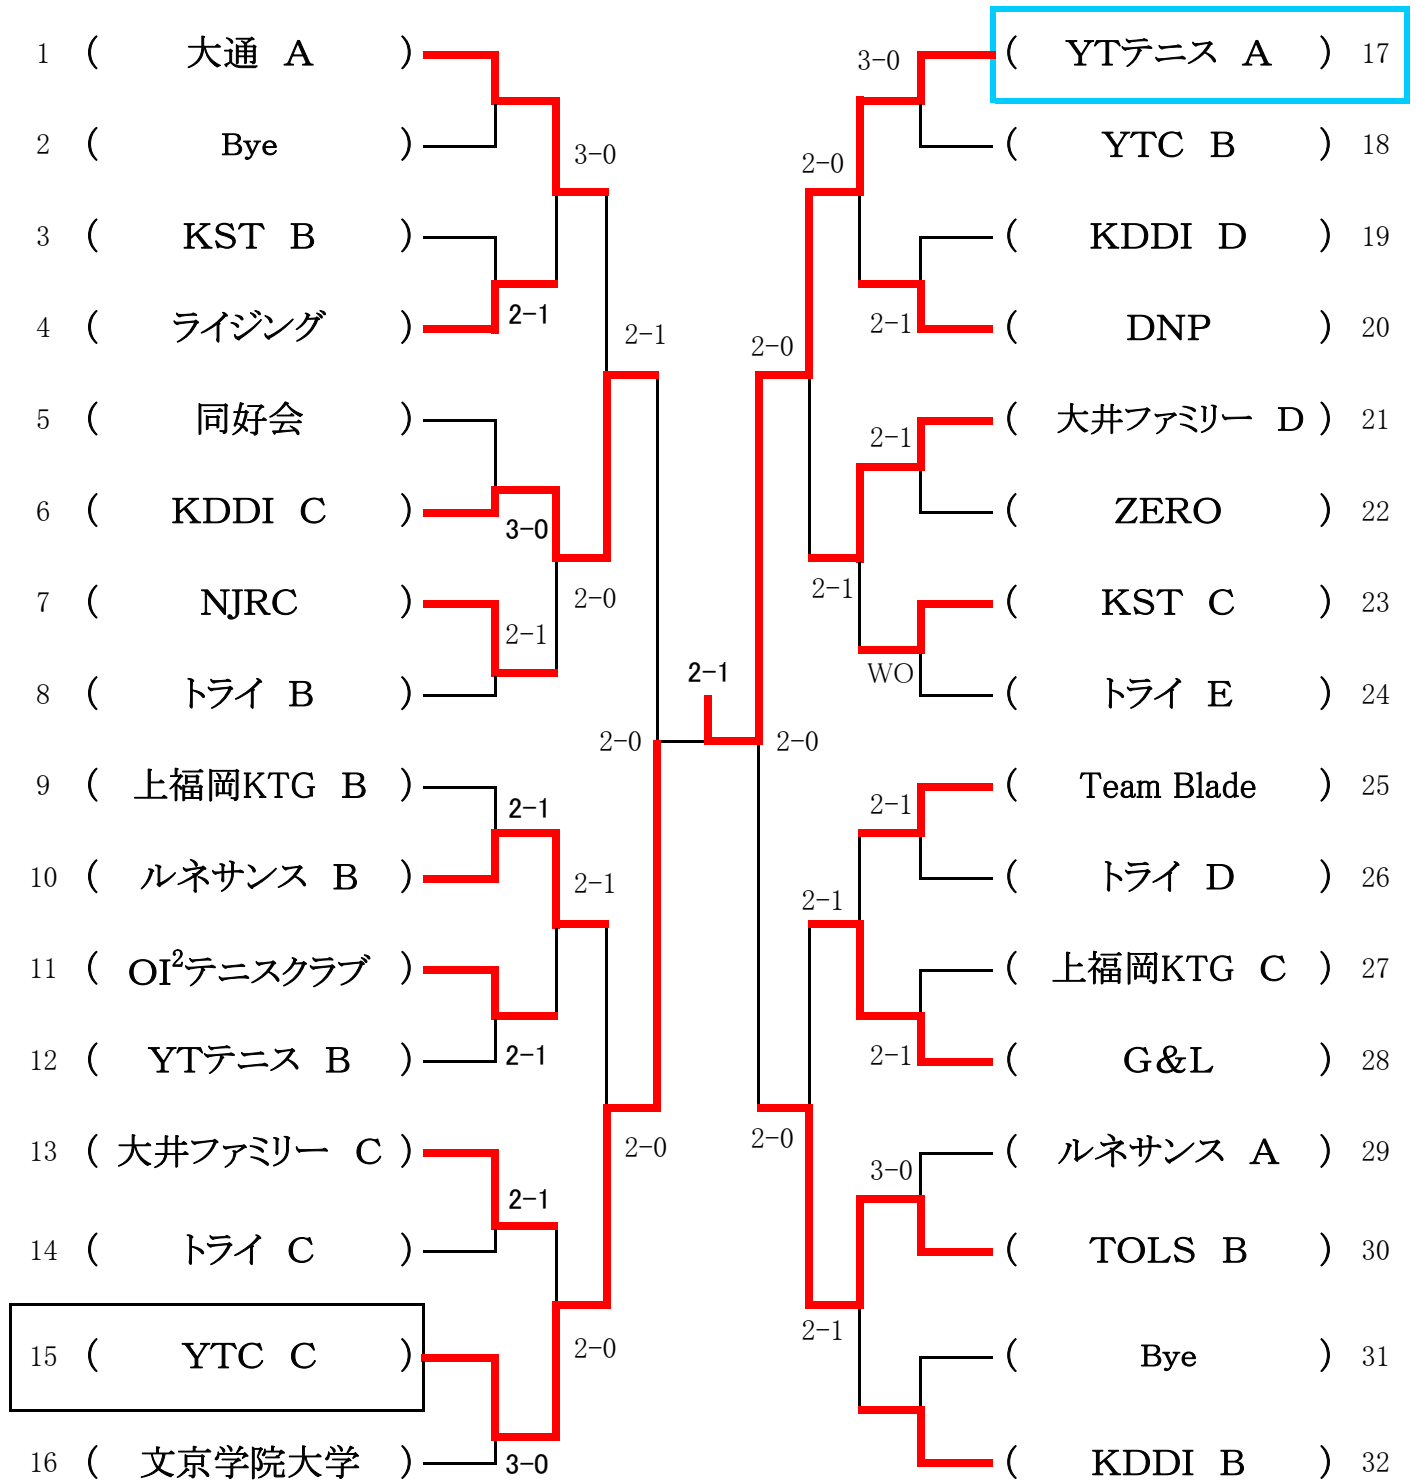 1 ( 大通 A )
2 ( Bye )
3-0
3 ( KST B )
4 ( ライジング )
2-1
2-1
5 ( 同好会 )
6 ( KDDI C )
3-0
2-0
7 ( NJRC )
2-1
8 ( トライ B )
2-0
9 ( 上福岡KTG B )
2-1
10 ( ルネサンス B )
2-1
11 ( OI²テニスクラブ )
12 ( YTテニス B )
2-1
13 ( 大井ファミリー C )
2-0
2-1
14 ( トライ C )
15 ( YTC C )
2-0
16 ( 文京学院大学 )
3-0
2-1
3-0
( YTテニス A ) 17
( YTC B ) 18
2-0
( KDDI D ) 19
2-1
( DNP ) 20
2-0
( 大井ファミリー D ) 21
2-1
( ZERO ) 22
2-1
( KST C ) 23
WO
( トライ E ) 24
2-0
( Team Blade ) 25
2-1
( トライ D ) 26
2-1
( 上福岡KTG C ) 27
2-1
( G&L ) 28
2-0
( ルネサンス A ) 29
3-0
( TOLS B ) 30
2-1
( Bye ) 31
( KDDI B ) 32